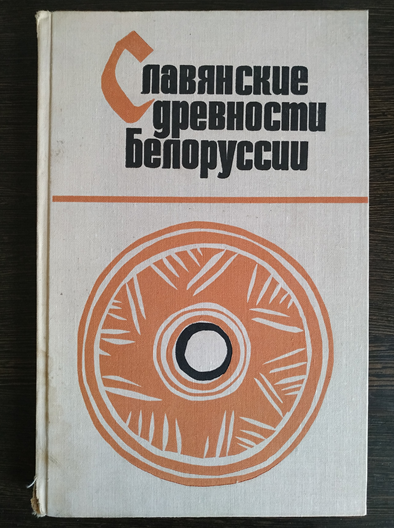 Славянские
древности
Белоруссии